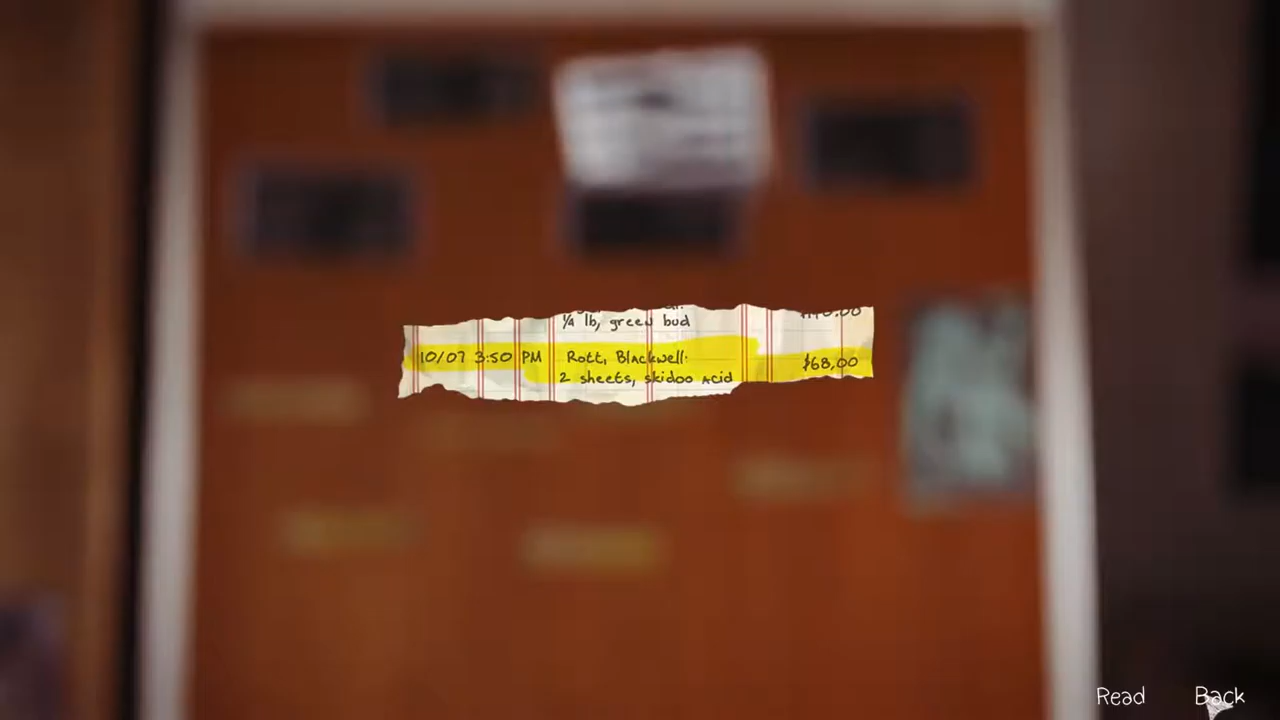 ¼ lb, green bud
10/07 3:50 PM Rott, Blackwell: $68.00
2 sheets, skidoo Acid
Read Back